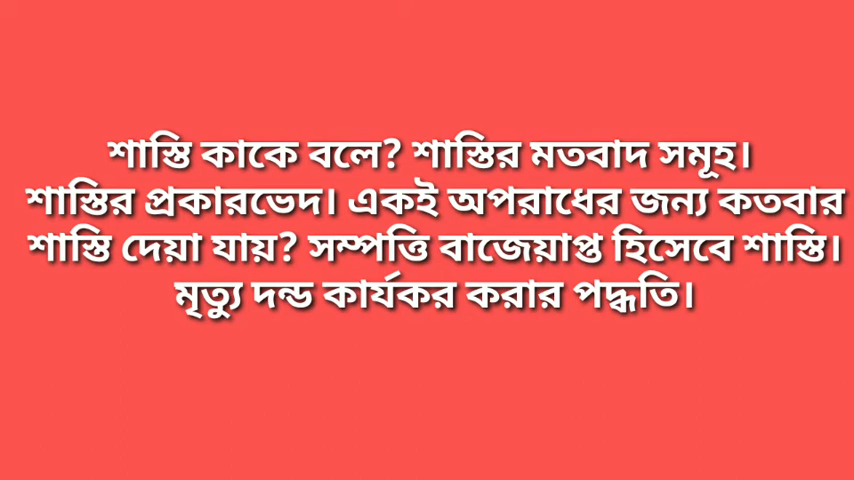 শাস্তি কাকে বলে? শাস্তির মতবাদ সমূহ।
শাস্তির প্রকারভেদ। একই অপরাধের জন্য কতবার
শাস্তি দেয়া যায়? সম্পত্তি বাজেয়াপ্ত হিসেবে শাস্তি।
মৃত্যু দন্ড কার্যকর করার পদ্ধতি।